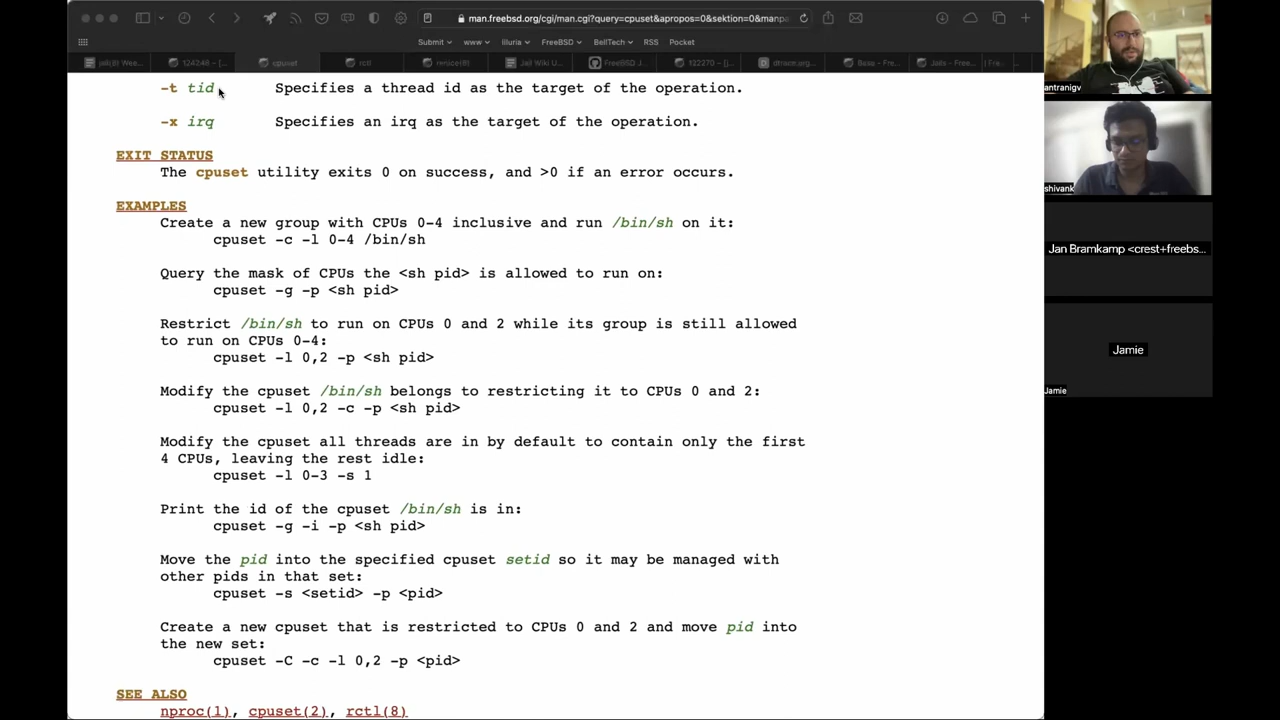 man.freebsd.org/cgi/man.cgi?query=cpuset&apropos=0&sektion=0&manpa
Submit www liluria FreeBSD BellTech RSS Pocket
cpuset rctl renice(8) Jail Wiki U... FreeBSD J...
-t tid Specifies a thread id as the target of the operation.
-x irq Specifies an irq as the target of the operation.
EXIT STATUS
The cpuset utility exits 0 on success, and >0 if an error occurs.
EXAMPLES
Create a new group with CPUs 0-4 inclusive and run /bin/sh on it:
cpuset -c -l 0-4 /bin/sh
Query the mask of CPUs the <sh pid> is allowed to run on:
cpuset -g -p <sh pid>
Restrict /bin/sh to run on CPUs 0 and 2 while its group is still allowed
to run on CPUs 0-4:
cpuset -l 0,2 -p <sh pid>
Modify the cpuset /bin/sh belongs to restricting it to CPUs 0 and 2:
cpuset -l 0,2 -c -p <sh pid>
Modify the cpuset all threads are in by default to contain only the first
4 CPUs, leaving the rest idle:
cpuset -l 0-3 -s 1
Print the id of the cpuset /bin/sh is in:
cpuset -g -i -p <sh pid>
Move the pid into the specified cpuset setid so it may be managed with
other pids in that set:
cpuset -s <setid> -p <pid>
Create a new cpuset that is restricted to CPUs 0 and 2 and move pid into
the new set:
cpuset -C -c -l 0,2 -p <pid>
SEE ALSO
nproc(1), cpuset(2), rctl(8)
antranigv
shivank
Jan Bramkamp <crest+freebs...
Jamie
Jamie